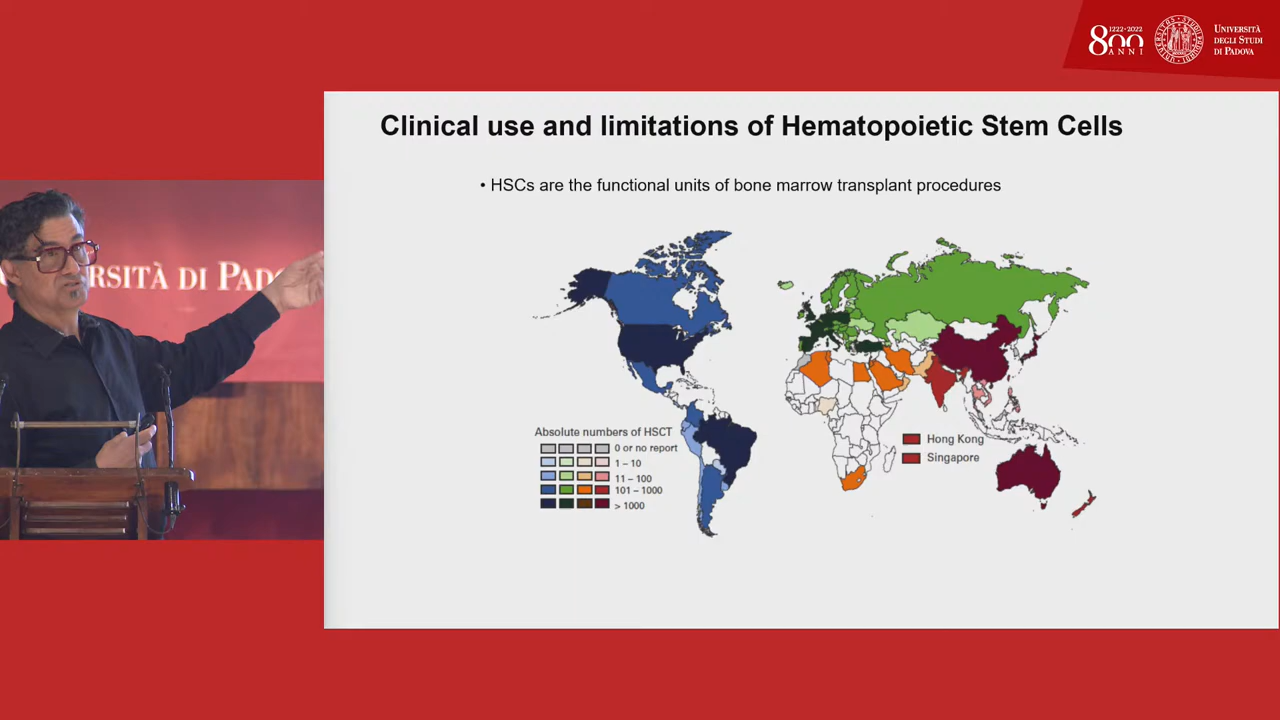 1222-2022
800
ANNI
UNIVERSITÀ
DEGLI STUDI
DI PADOVA
Clinical use and limitations of Hematopoietic Stem Cells
• HSCs are the functional units of bone marrow transplant procedures
ERSITÀ DI PAD
Absolute numbers of HSCT
0 or no report
1 – 10
11 – 100
101 – 1000
> 1000
Hong Kong
Singapore